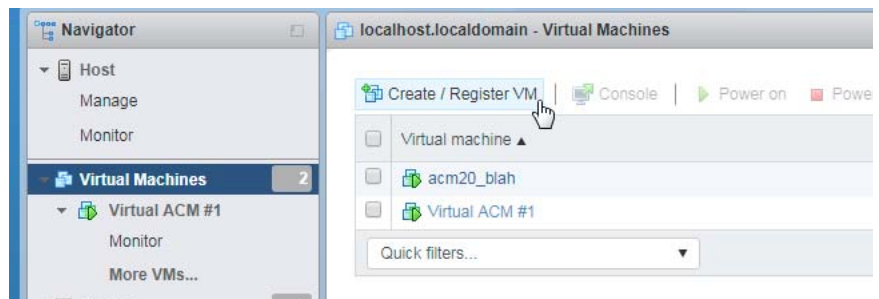 Navigator
localhost.localdomain - Virtual Machines
Host
Manage
Monitor
Create / Register VM
Console
Power on
Virtual machine ▲
Virtual Machines 2
acm20_blah
Virtual ACM #1
Virtual ACM #1
Monitor
More VMs...
Quick filters...